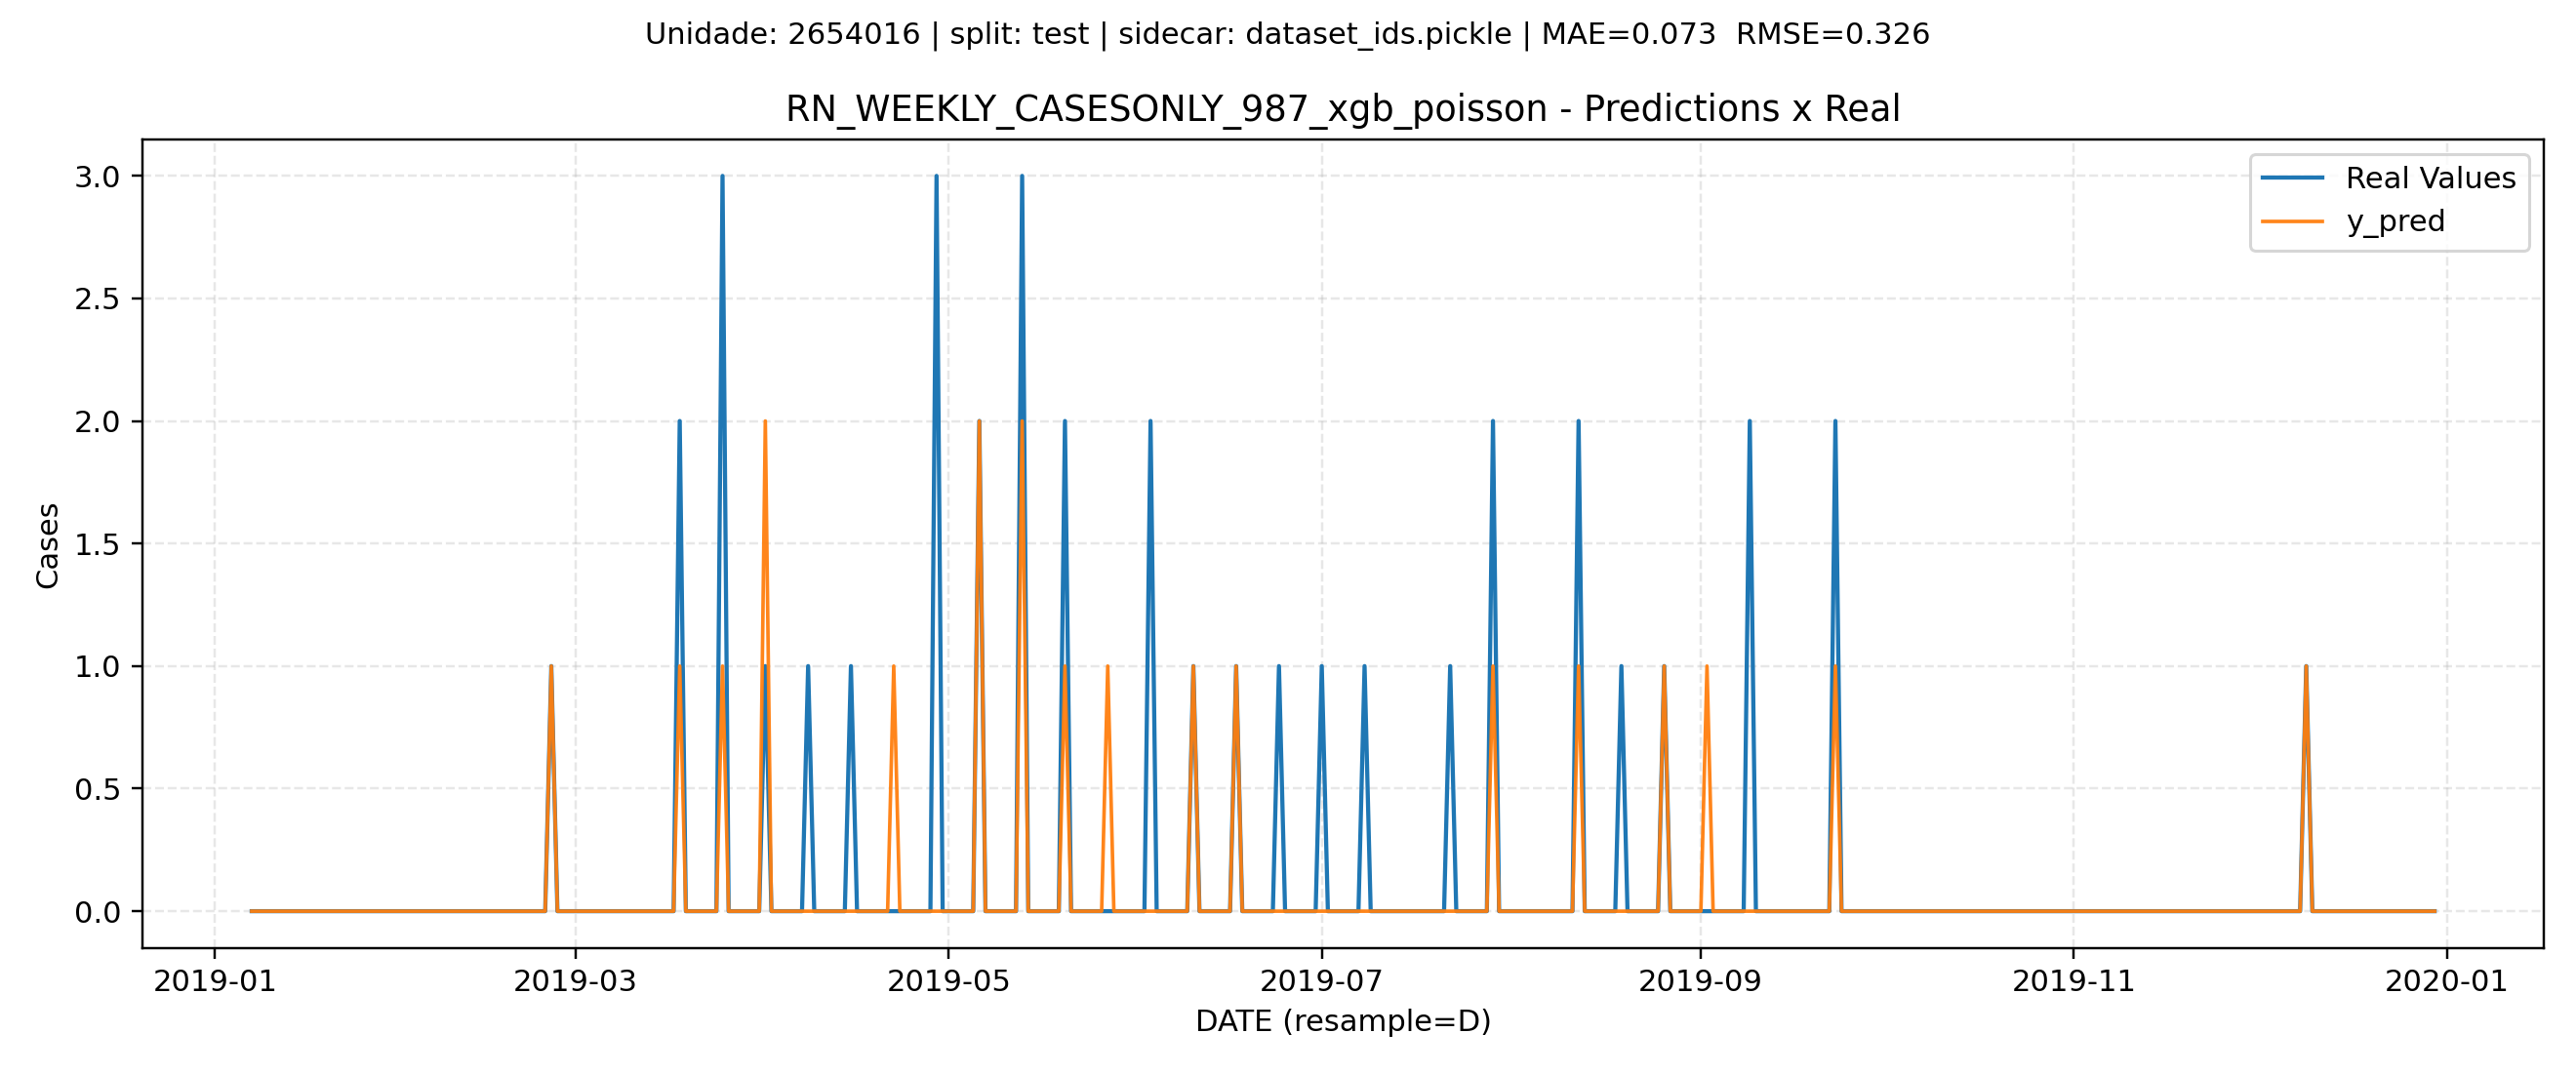 Unidade: 2654016 | split: test | sidecar: dataset_ids.pickle | MAE=0.073  RMSE=0.326
RN_WEEKLY_CASESONLY_987_xgb_poisson - Predictions x Real
Real Values
y_pred
3.0
2.5
2.0
1.5
1.0
0.5
0.0
Cases
2019-01
2019-03
2019-05
2019-07
2019-09
2019-11
2020-01
DATE (resample=D)